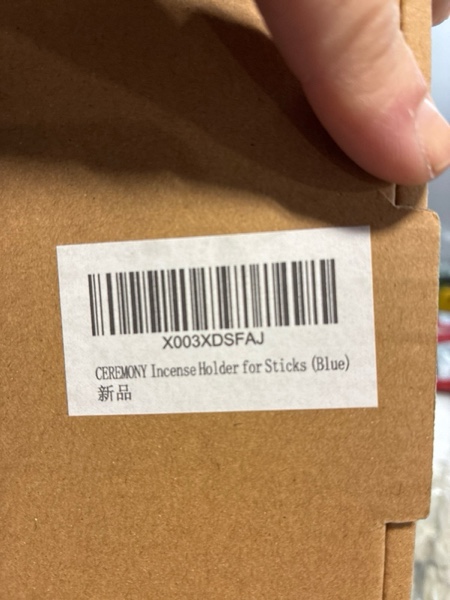 X003XDSFAJ
CEREMONY Incense Holder for Sticks (Blue)
新品